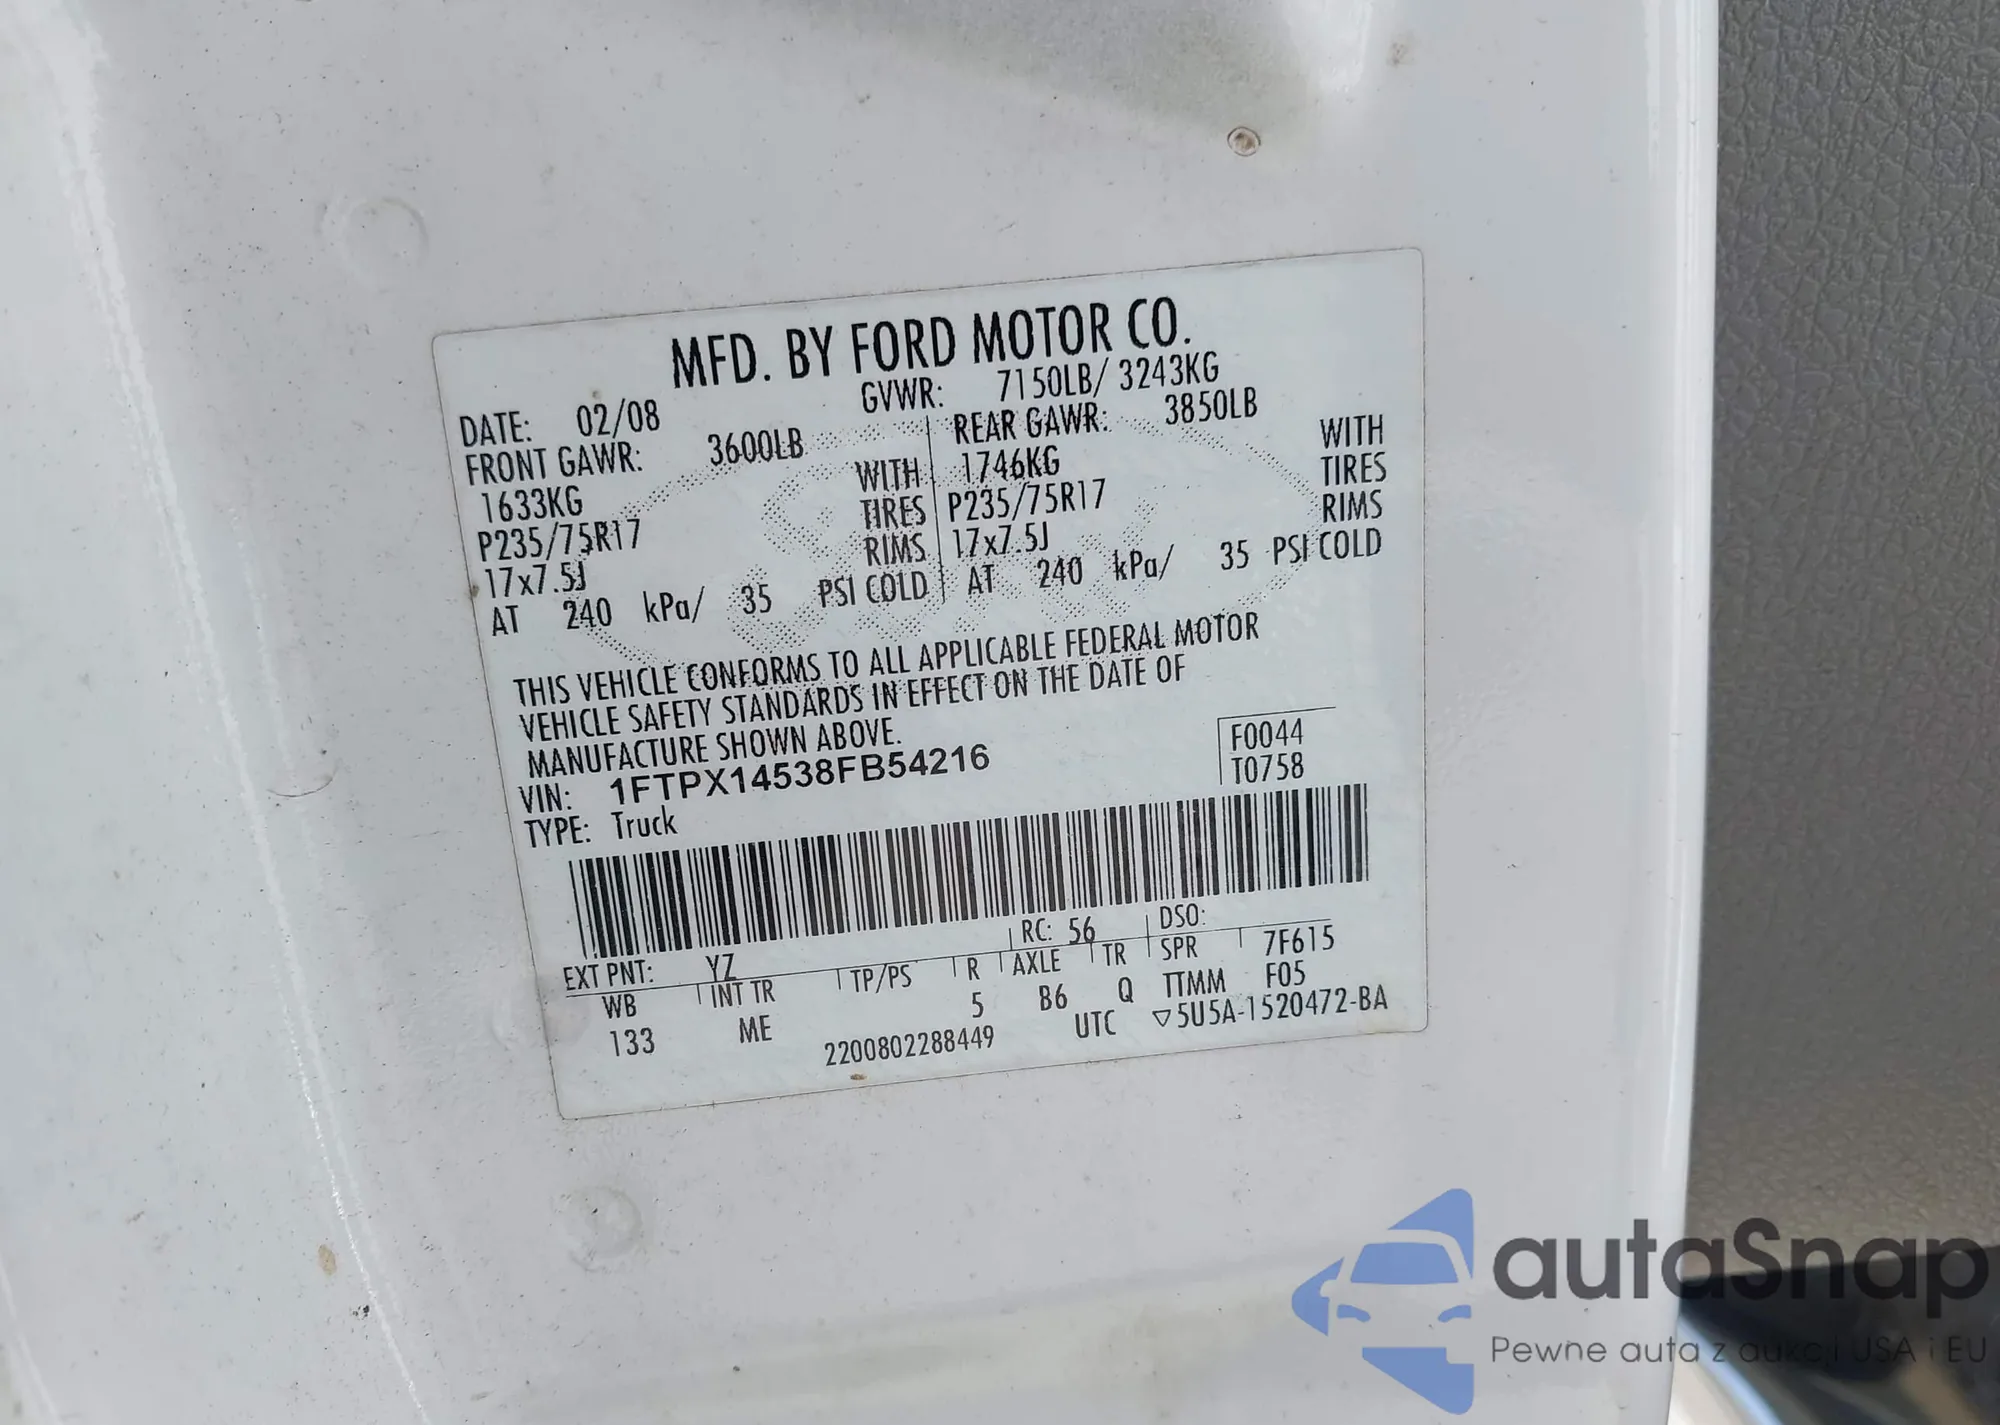 MFD. BY FORD MOTOR CO.
DATE: 02/08 GVWR: 7150LB/ 3243KG
FRONT GAWR: 3600LB REAR GAWR: 3850LB
1633KG WITH 1746KG WITH
P235/75R17 TIRES P235/75R17 TIRES
17x7.5J RIMS 17x7.5J RIMS
AT 240 kPa/ 35 PSI COLD AT 240 kPa/ 35 PSI COLD
THIS VEHICLE CONFORMS TO ALL APPLICABLE FEDERAL MOTOR
VEHICLE SAFETY STANDARDS IN EFFECT ON THE DATE OF
MANUFACTURE SHOWN ABOVE.
VIN: 1FTPX14538FB54216 F0044
TYPE: Truck T0758
EXT PNT: YZ RC: 56 DSO:
WB INT TR TP/PS R AXLE TR SPR 7F615
133 ME 5 B6 Q TTMM F05
2200802288449 UTC ▽5U5A-1520472-BA
autaSnap
Pewne auta z aukcji USA i EU